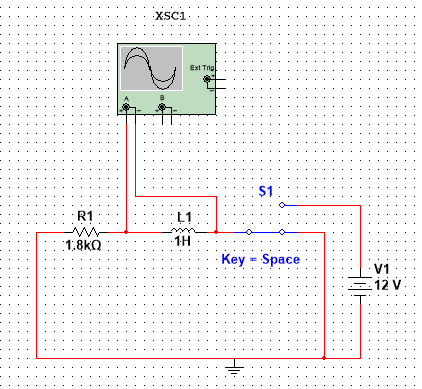 XSC1
Ext Trig
+
-
A
B
+ - + -
S1
R1
L1
1.8kΩ
1H
Key = Space
V1
12 V